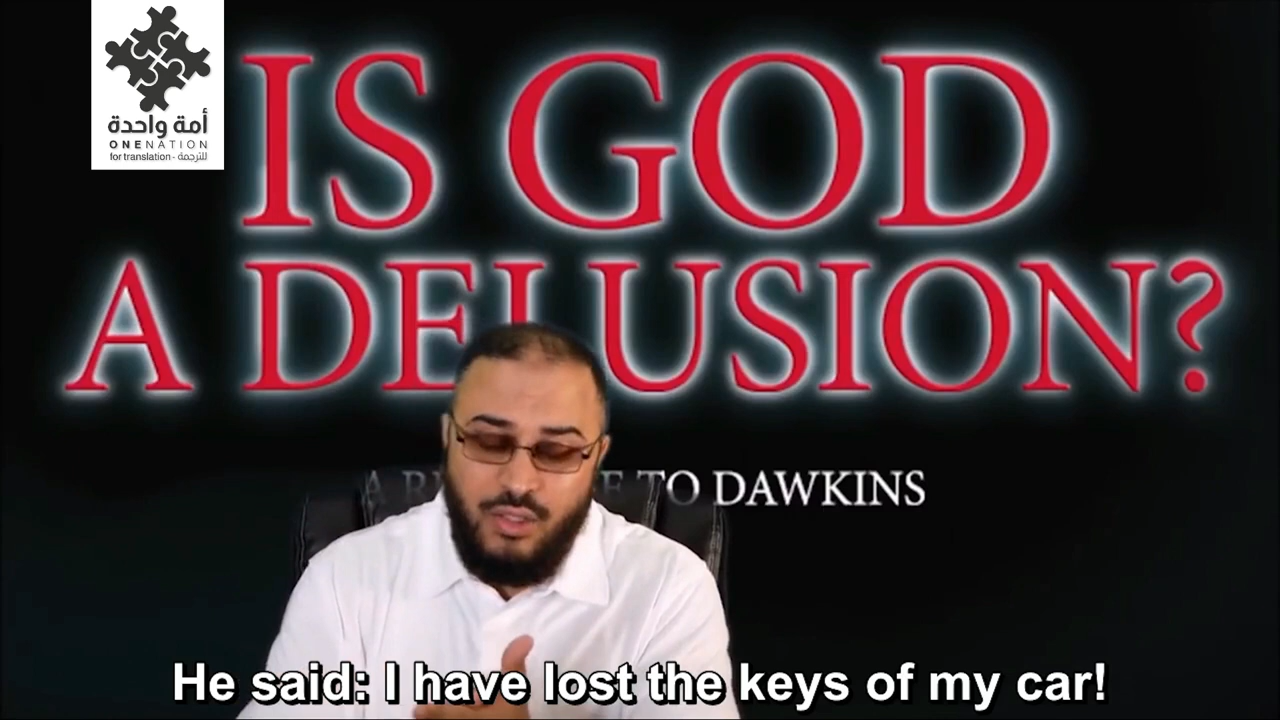 أمة واحدة
ONENATION
for translation - للترجمة
IS GOD
A DELUSION?
TO DAWKINS
He said: I have lost the keys of my car!